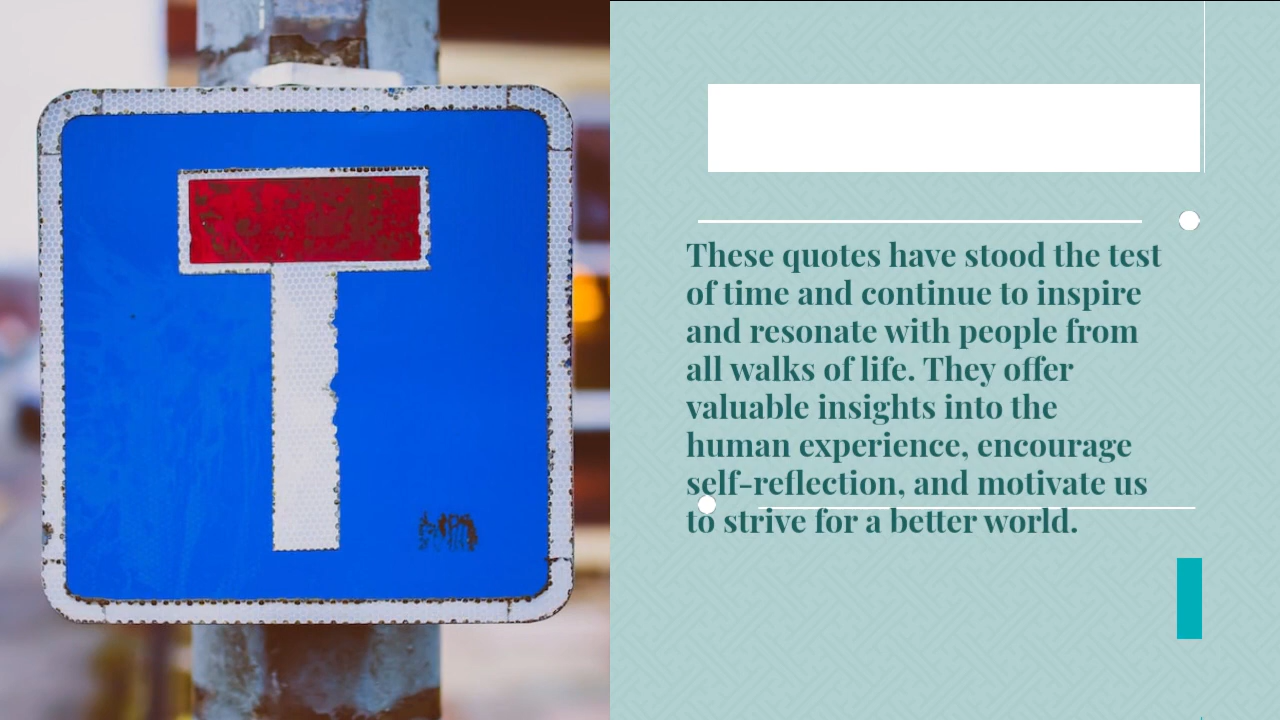 These quotes have stood the test
of time and continue to inspire
and resonate with people from
all walks of life. They offer
valuable insights into the
human experience, encourage
self-reflection, and motivate us
to strive for a better world.